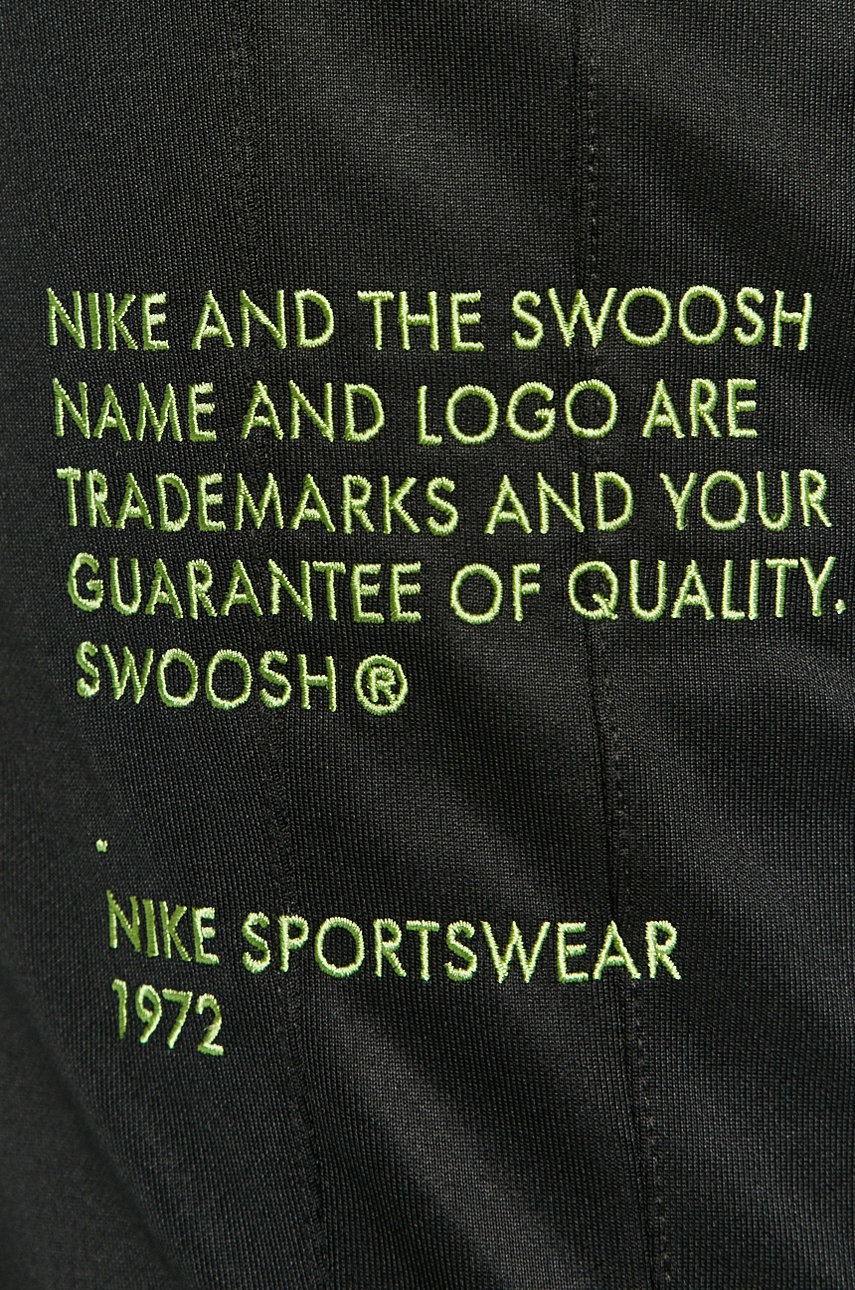 NIKE AND THE SWOOSH
NAME AND LOGO ARE
TRADEMARKS AND YOUR
GUARANTEE OF QUALITY.
SWOOSH ®
.
NIKE SPORTSWEAR
1972